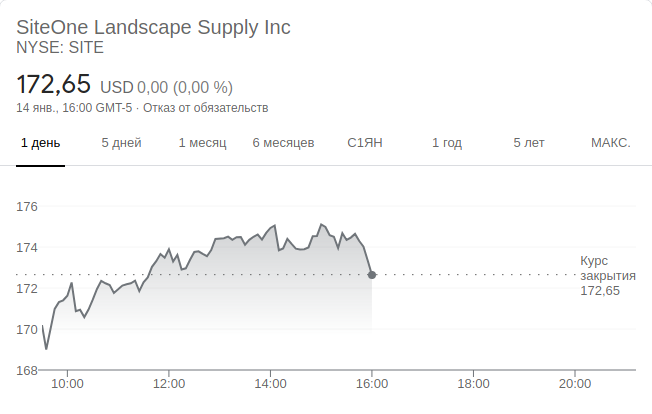 SiteOne Landscape Supply Inc
NYSE: SITE
172,65 USD 0,00 (0,00 %)
14 янв., 16:00 GMT-5 · Отказ от обязательств
1 день 5 дней 1 месяц 6 месяцев С1ЯН 1 год 5 лет МАКС.
176
174
Курс
закрытия
172,65
172
170
168
10:00 12:00 14:00 16:00 18:00 20:00